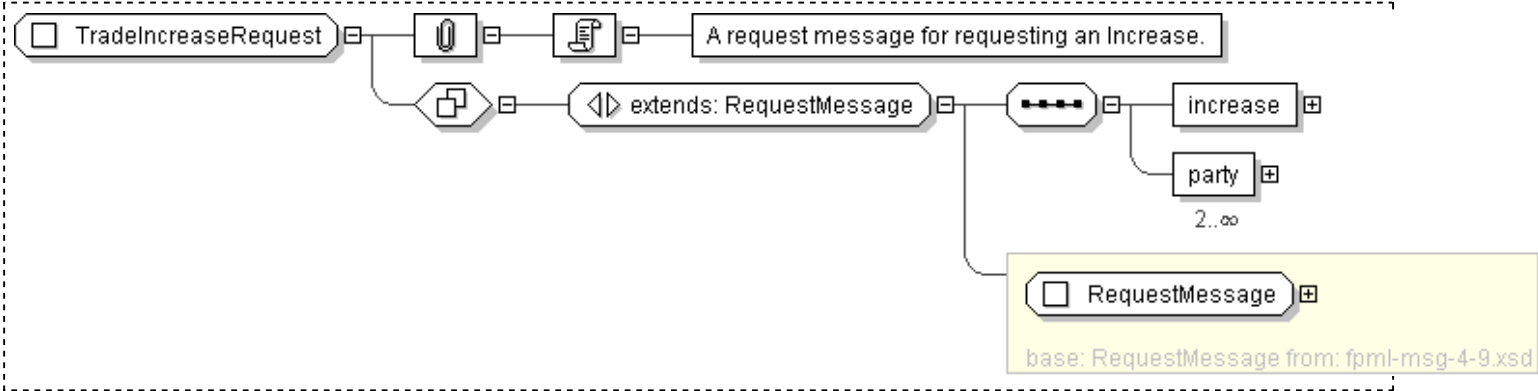 TradeIncreaseRequest
A request message for requesting an Increase.
extends: RequestMessage
increase
party
2..∞
RequestMessage
base: RequestMessage from: fpml-msg-4-9.xsd